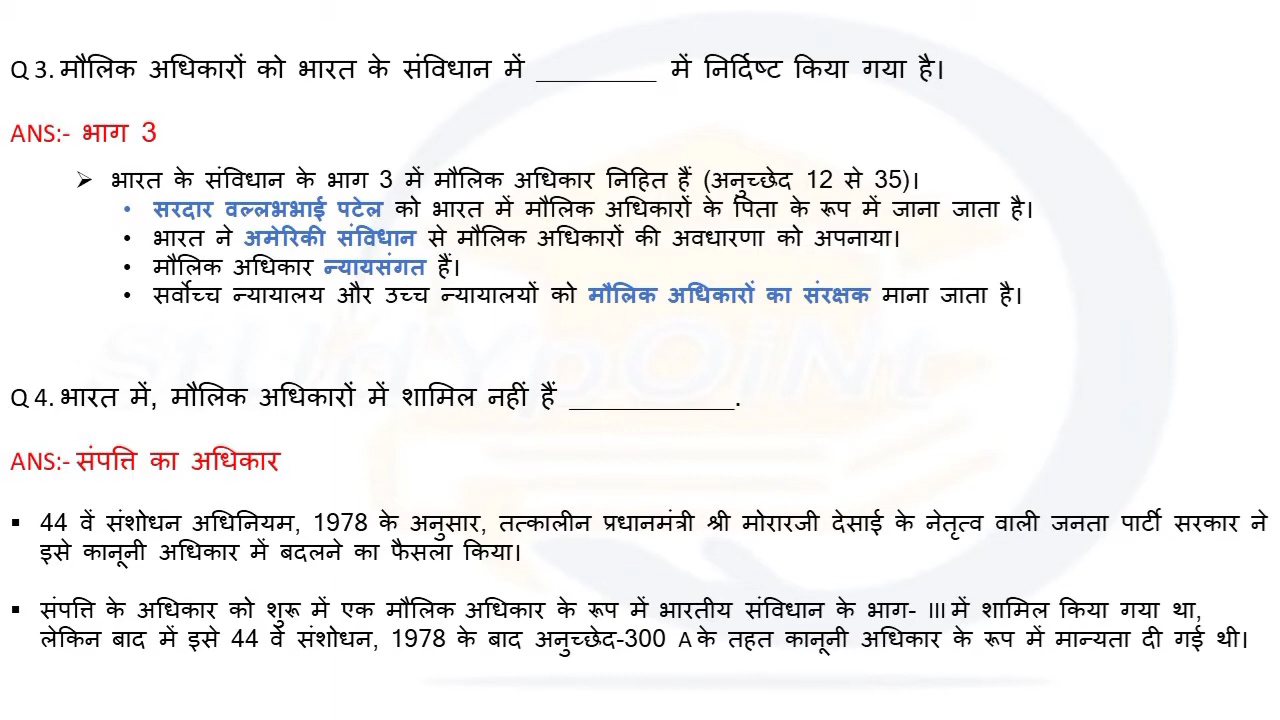 Q 3. मौलिक अधिकारों को भारत के संविधान में _________ में निर्दिष्ट किया गया है।
ANS:- भाग 3
➢ भारत के संविधान के भाग 3 में मौलिक अधिकार निहित हैं (अनुच्छेद 12 से 35)।
• सरदार वल्लभभाई पटेल को भारत में मौलिक अधिकारों के पिता के रूप में जाना जाता है।
• भारत ने अमेरिकी संविधान से मौलिक अधिकारों की अवधारणा को अपनाया।
• मौलिक अधिकार न्यायसंगत हैं।
• सर्वोच्च न्यायालय और उच्च न्यायालयों को मौलिक अधिकारों का संरक्षक माना जाता है।
stUdYpOiNt
Q 4. भारत में, मौलिक अधिकारों में शामिल नहीं हैं ____________.
ANS:- संपत्ति का अधिकार
▪ 44 वें संशोधन अधिनियम, 1978 के अनुसार, तत्कालीन प्रधानमंत्री श्री मोरारजी देसाई के नेतृत्व वाली जनता पार्टी सरकार ने
इसे कानूनी अधिकार में बदलने का फैसला किया।
▪ संपत्ति के अधिकार को शुरू में एक मौलिक अधिकार के रूप में भारतीय संविधान के भाग- III में शामिल किया गया था,
लेकिन बाद में इसे 44 वें संशोधन, 1978 के बाद अनुच्छेद-300 A के तहत कानूनी अधिकार के रूप में मान्यता दी गई थी।